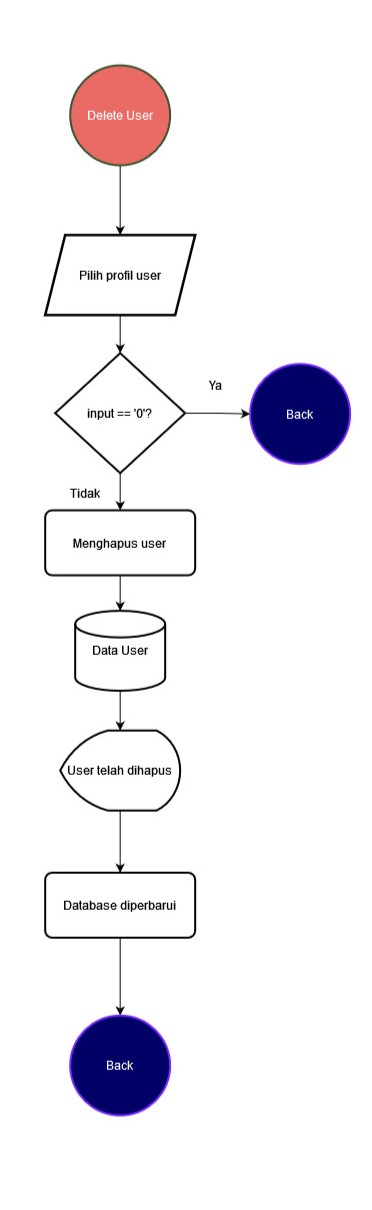 Delete User
Pilih profil user
Ya
input == '0'?
Back
Tidak
Menghapus user
Data User
User telah dihapus
Database diperbarui
Back